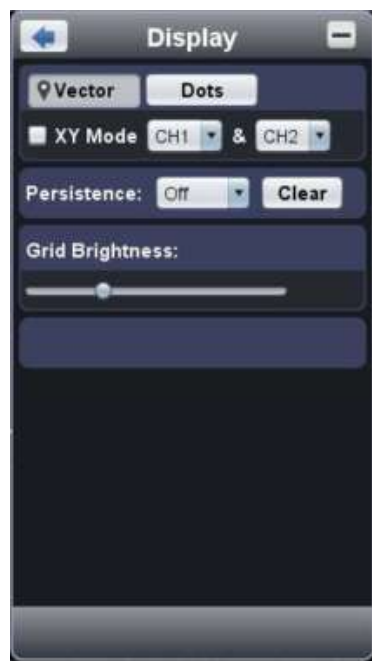 Display
Vector Dots
XY Mode CH1 & CH2
Persistence: Off Clear
Grid Brightness: